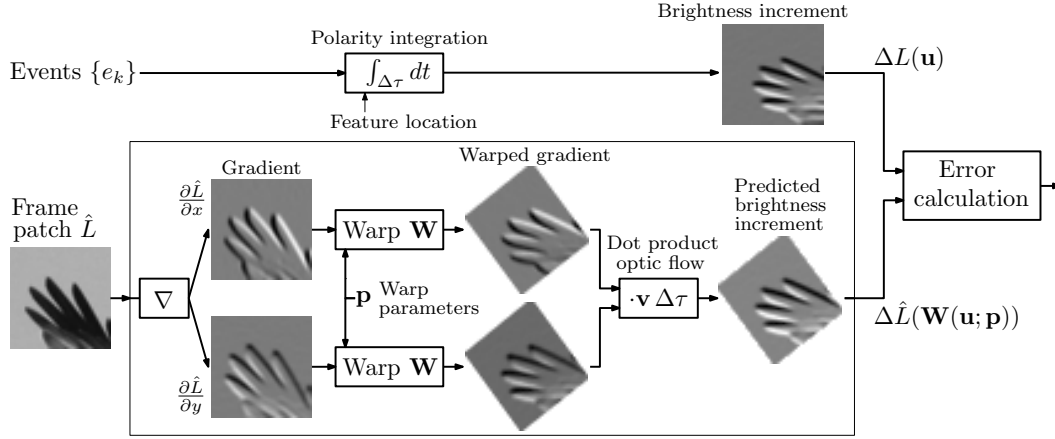 Brightness increment
Polarity integration
Events {e_k}
∫_{Δτ} dt
ΔL(u)
Feature location
Gradient
Warped gradient
∂L̂/∂x
Frame
patch L̂
Warp W
Predicted
brightness
increment
Error
calculation
Dot product
optic flow
∇
p Warp
parameters
·v Δτ
ΔL̂(W(u; p))
Warp W
∂L̂/∂y